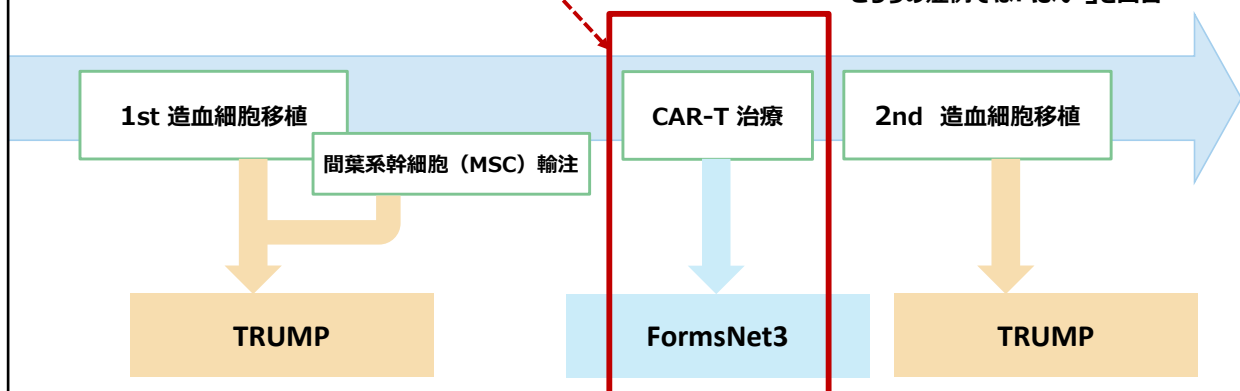 1st 造血細胞移植
間葉系幹細胞（MSC）輸注
CAR-T 治療
2nd 造血細胞移植
TRUMP
FormsNet3
TRUMP